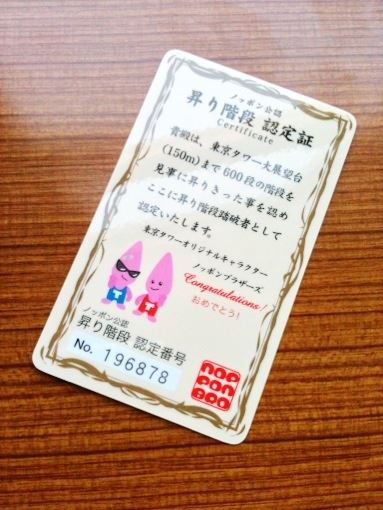 ノッポン公認
昇り階段 認定証
Certificate
貴殿は、東京タワー大展望台
(150m)まで600段の階段を
見事に昇りきった事を認め
ここに昇り階段踏破者として
認定いたします。
東京タワーオリジナルキャラクター
ノッポンブラザーズ
Congratulations!
おめでとう!
T
T
ノッポン公認
昇り階段 認定番号
No. 196878
nop
pon
BRO